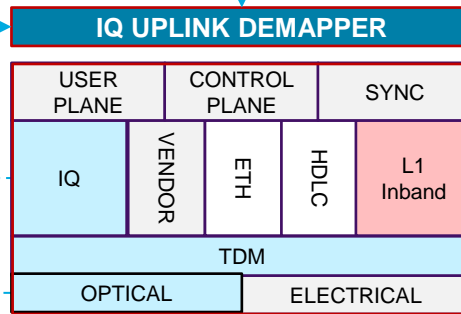 IQ UPLINK DEMAPPER
USER
PLANE
CONTROL
PLANE
SYNC
IQ
VENDOR
ETH
HDLC
L1
Inband
TDM
OPTICAL
ELECTRICAL